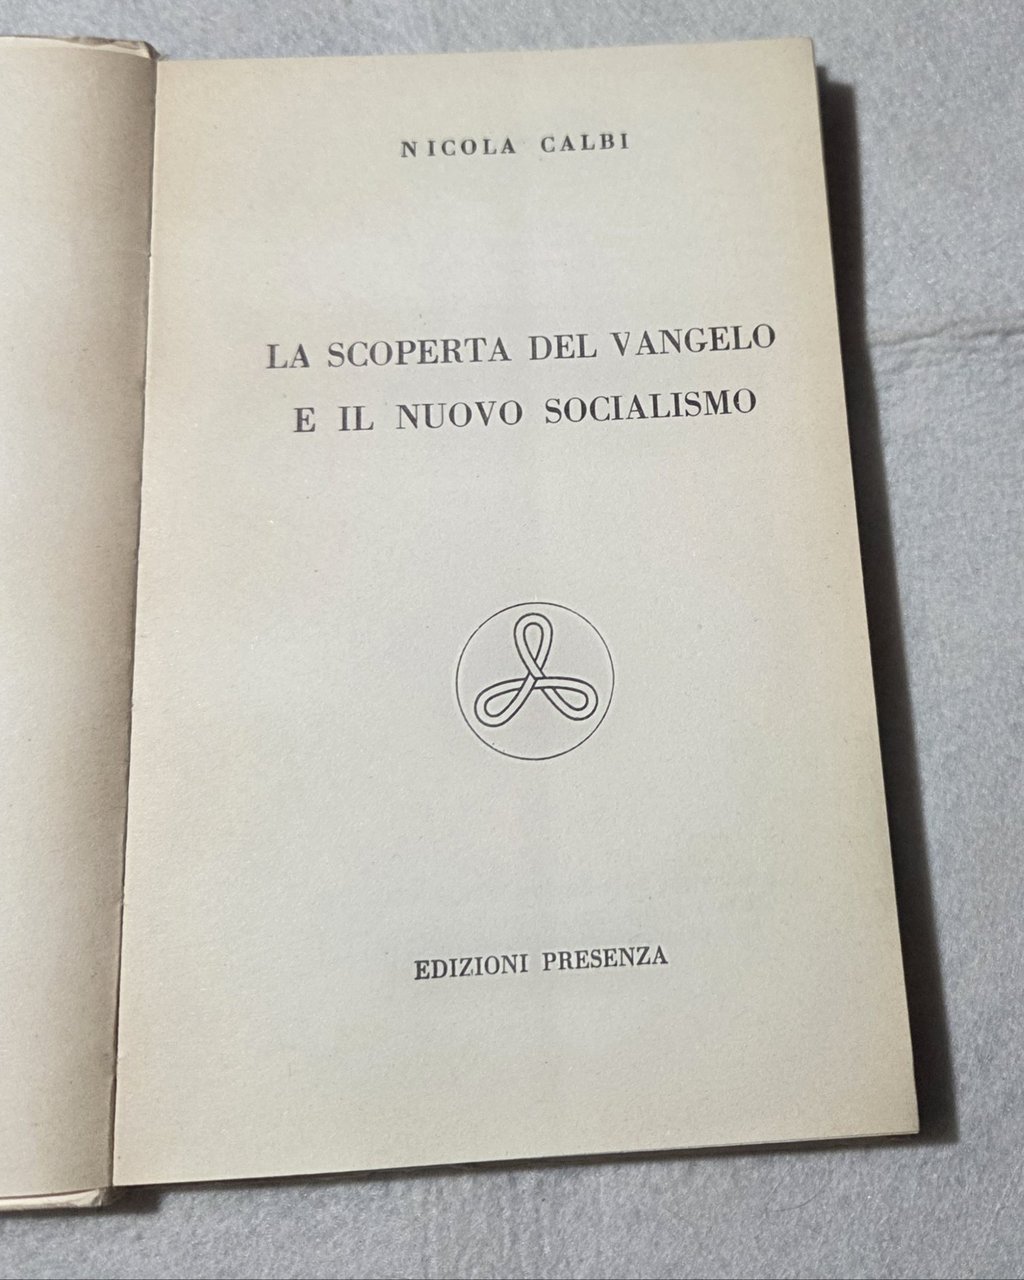 NICOLA CALBI
LA SCOPERTA DEL VANGELO
E IL NUOVO SOCIALISMO
EDIZIONI PRESENZA